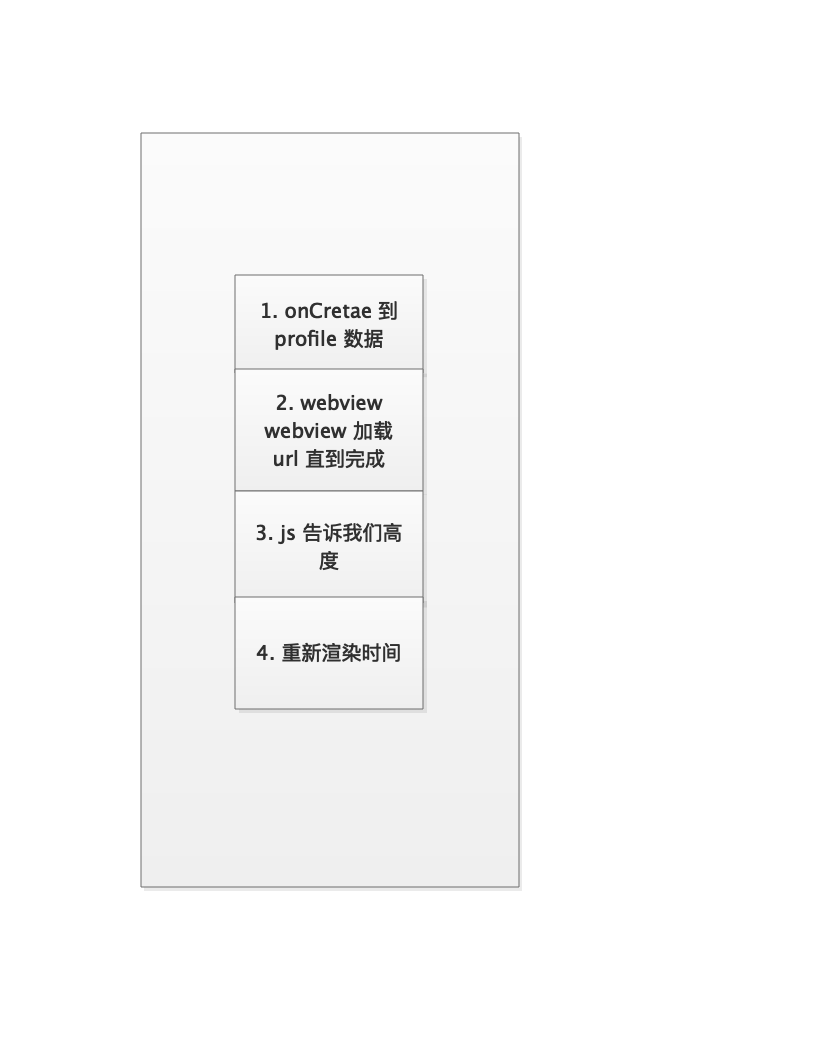 1. onCretae 到
profile 数据
2. webview
webview 加载
url 直到完成
3. js 告诉我们高
度
4. 重新渲染时间